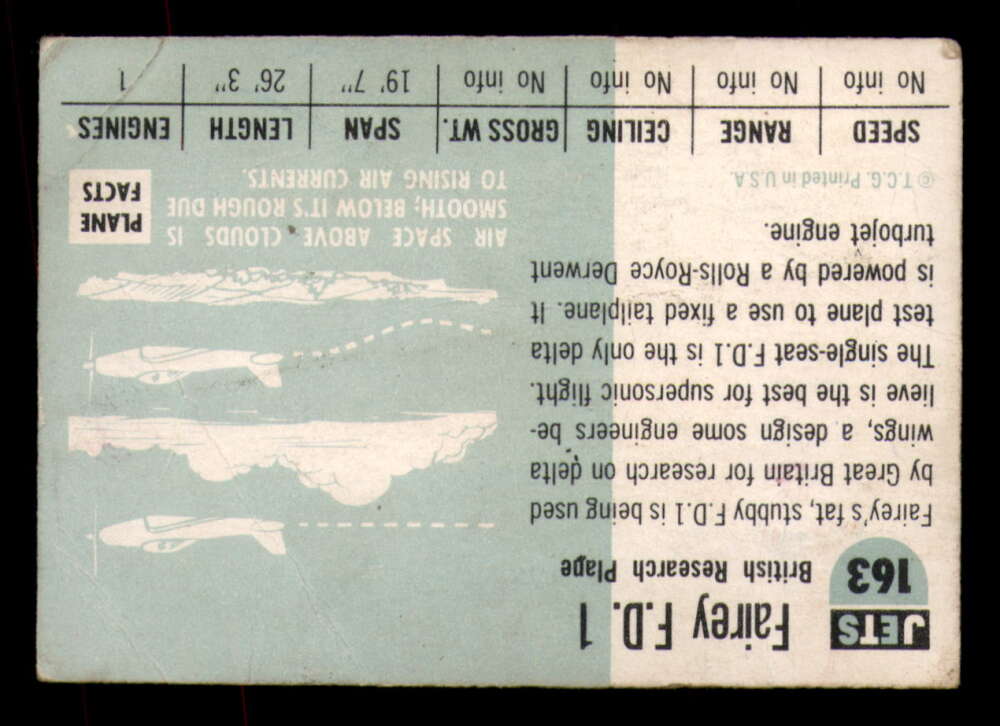 JETS
163
Fairey F.D. 1
British Research Plane
Fairey's fat, stubby F.D.1 is being used
by Great Britain for research on delta
wings, a design some engineers be-
lieve is the best for supersonic flight.
The single-seat F.D.1 is the only delta
test plane to use a fixed tailplane. It
is powered by a Rolls-Royce Derwent
turbojet engine.
© T.C.G. Printed in U.S.A.
AIR SPACE ABOVE CLOUDS IS
SMOOTH; BELOW IT'S ROUGH DUE
TO RISING AIR CURRENTS.
PLANE
FACTS
SPEED RANGE CEILING GROSS WT. SPAN LENGTH ENGINES
No info No info No info No info 19' 7" 26' 3" 1